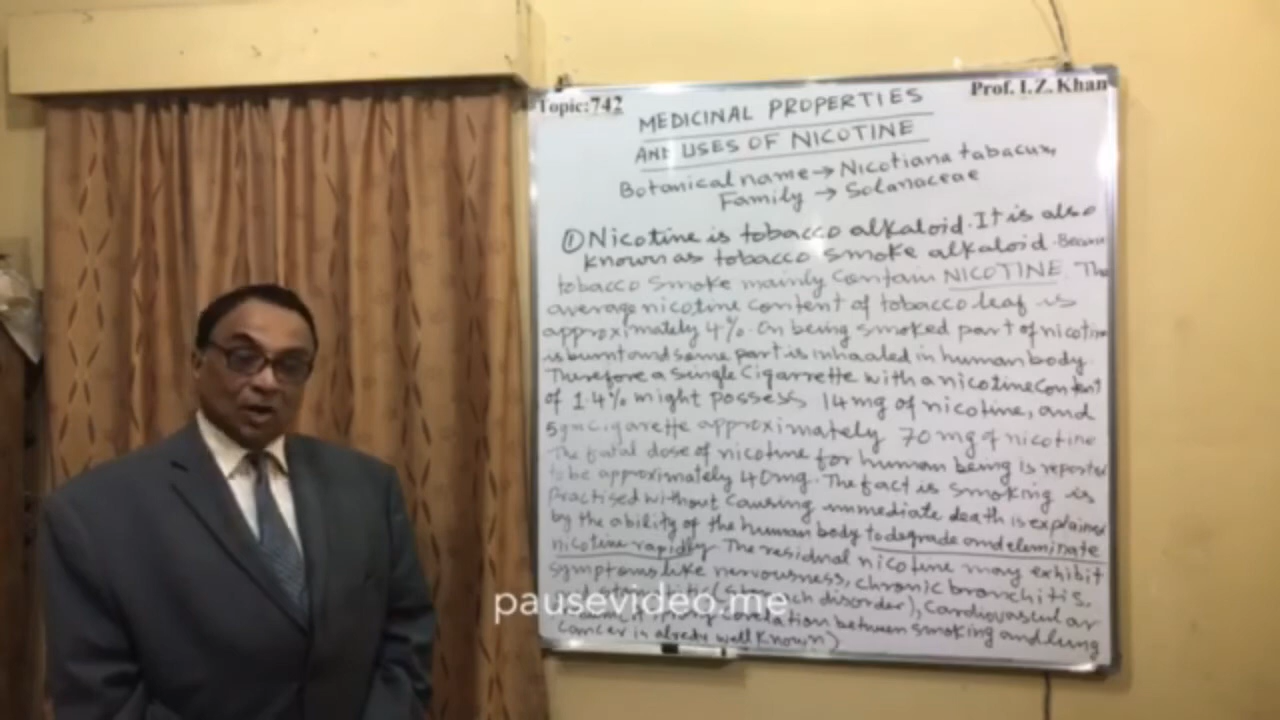 Topic:742
Prof. I.Z. Khan
MEDICINAL PROPERTIES
AND USES OF NICOTINE
Botanical name → Nicotiana tabacum
Family → Solanaceae
① Nicotine is tobacco alkaloid. It is also
known as tobacco smoke alkaloid. Because
tobacco smoke mainly contain NICOTINE. The
average nicotine content of tobacco leaf is
approximately 4%. On being smoked part of nicotine
is burnt and some part is inhaaled in human body.
Therefore a single Cigarrette with a nicotine content
of 1.4% might possess 14 mg of nicotine, and
5gm Cigarette approximately 70 mg of nicotine
The fatal dose of nicotine for human being is reported
to be approximately 40mg. The fact is smoking is
practised without causing immediate death is explained
by the ability of the human body to degrade and eleminate
nicotine rapidly The residual nicotine may exhibit
symptoms like nervousness, chronic bronchitis,
disorder), Cardiovascular
corelation between smoking and lung
Cancer is already well known)
pausevideo.me